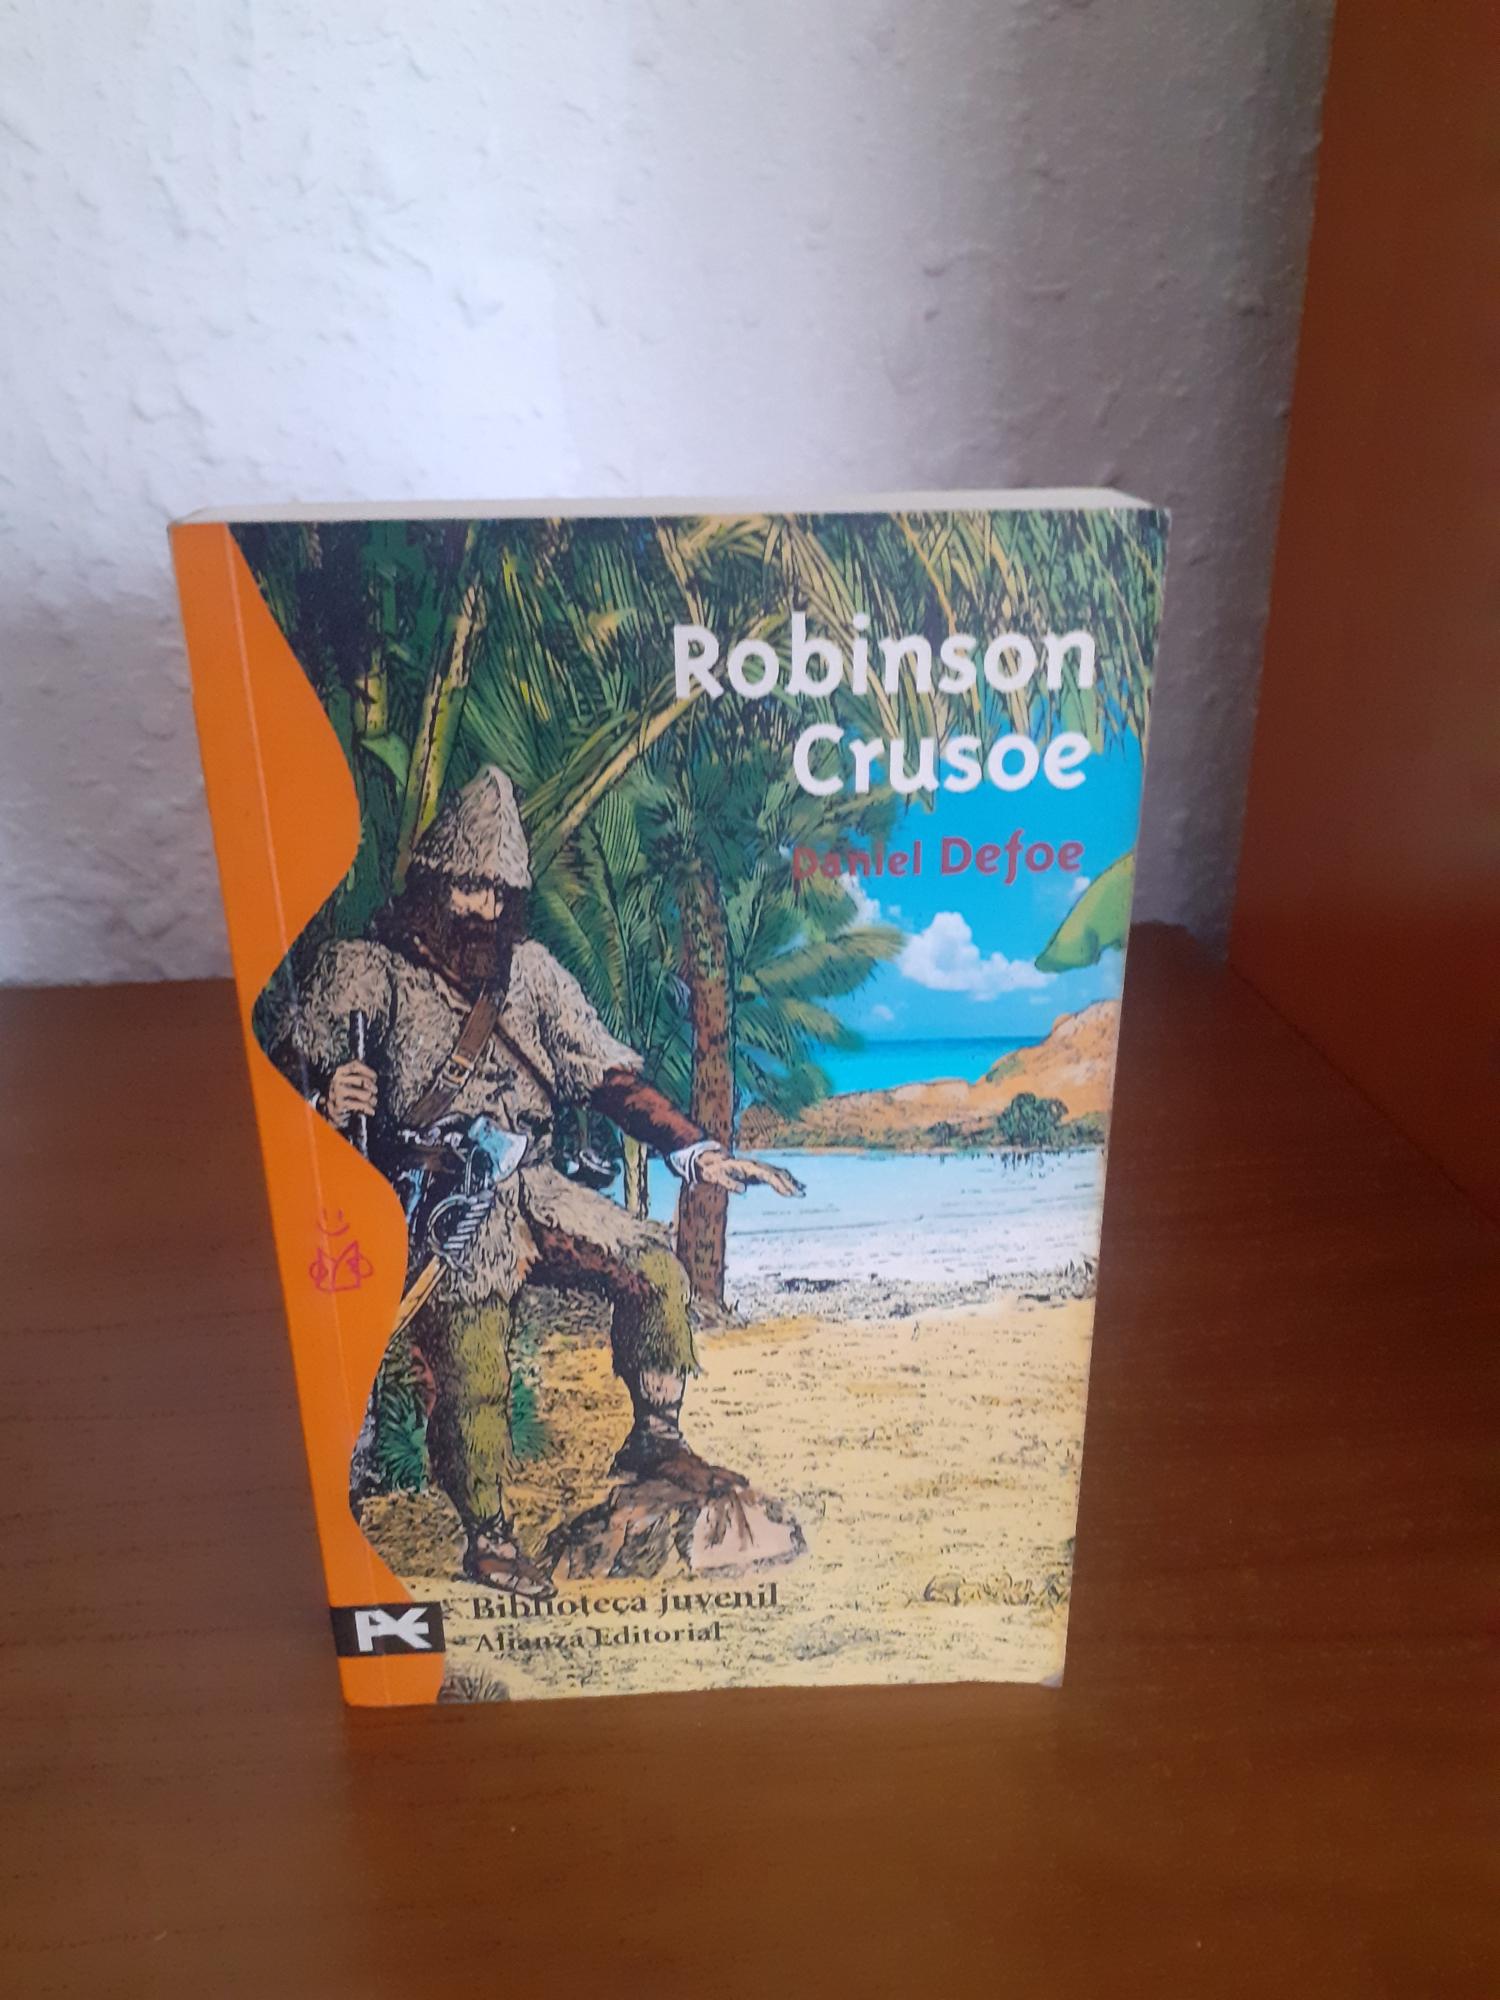 Robinson
Crusoe
Daniel Defoe
Biblioteca juvenil
Alianza Editorial